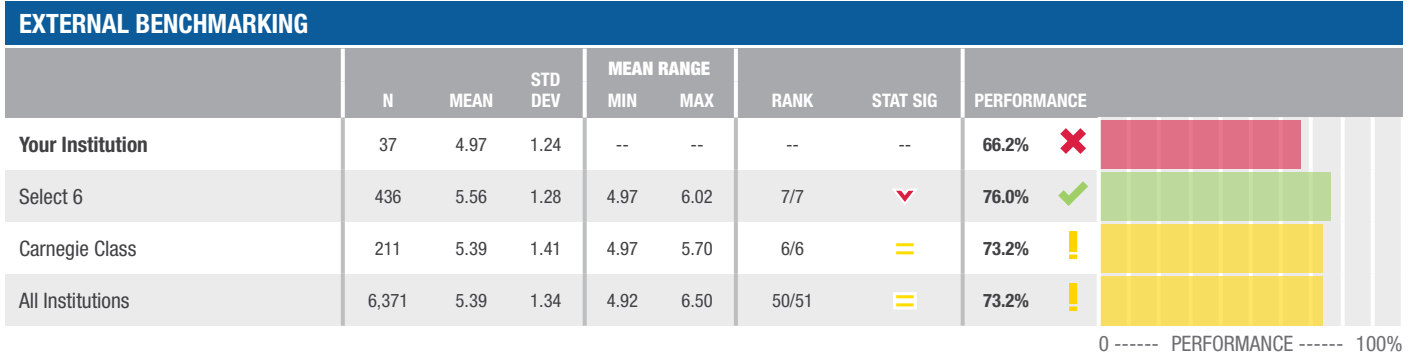 EXTERNAL BENCHMARKING
N MEAN STD DEV MEAN RANGE MIN MAX RANK STAT SIG PERFORMANCE
Your Institution 37 4.97 1.24 -- -- -- -- 66.2%
Select 6 436 5.56 1.28 4.97 6.02 7/7 76.0%
Carnegie Class 211 5.39 1.41 4.97 5.70 6/6 = 73.2% !
All Institutions 6,371 5.39 1.34 4.92 6.50 50/51 = 73.2% !
0 ------ PERFORMANCE ------ 100%